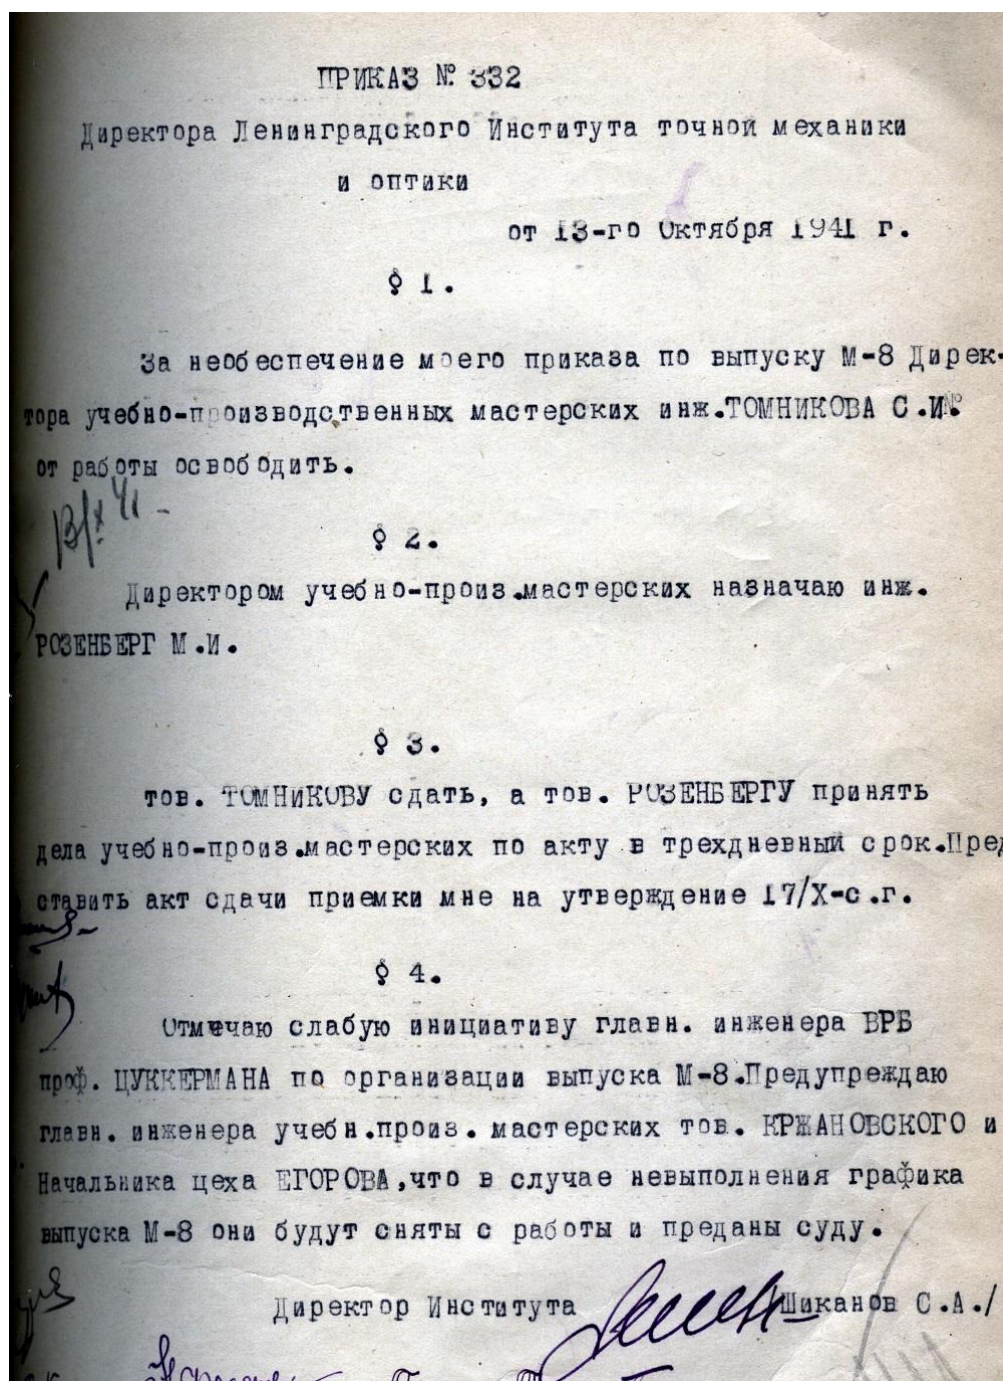 ПРИКАЗ № 332
Директора Ленинградского Института точной механики
и оптики
от 13-го Октября 1941 г.
§ 1.
За необеспечение моего приказа по выпуску М-8 Дирек-
тора учебно-производственных мастерских инж.ТОМНИКОВА С.И.
от работы освободить.
13/X 41
§ 2.
Директором учебно-произв.мастерских назначаю инж.
РОЗЕНБЕРГ М.И.
§ 3.
тов. ТОМНИКОВУ сдать, а тов. РОЗЕНБЕРГУ принять
дела учебно-произв.мастерских по акту в трехдневный срок.Пред
ставить акт сдачи приемки мне на утверждение 17/X-с.г.
§ 4.
Отмечаю слабую инициативу главн. инженера ВРБ
проф. ЦУККЕРМАНА по организации выпуска М-8.Предупреждаю
главн. инженера учебн.произв. мастерских тов. КРЖАНОВСКОГО и
Начальника цеха ЕГОРОВА,что в случае невыполнения графика
выпуска М-8 они будут сняты с работы и преданы суду.
Директор Института /Шиканов С.А./